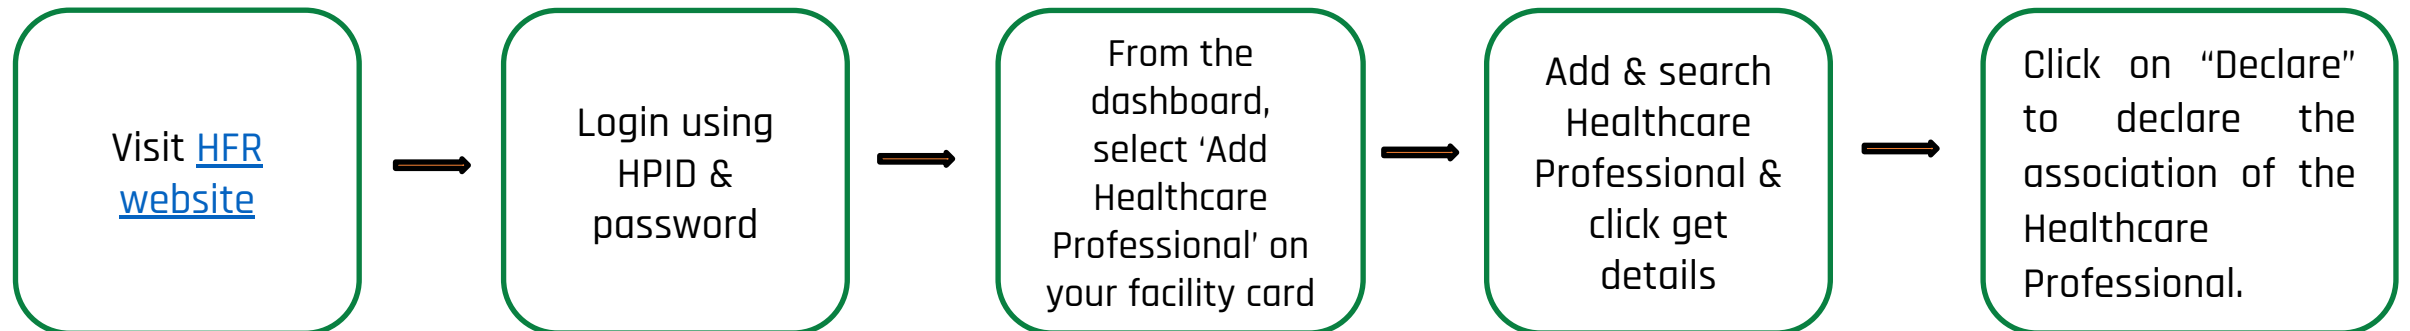 Visit HFR
website
Login using
HPID &
password
From the
dashboard,
select ‘Add
Healthcare
Professional’ on
your facility card
Add & search
Healthcare
Professional &
click get
details
Click on “Declare”
to declare the
association of the
Healthcare
Professional.